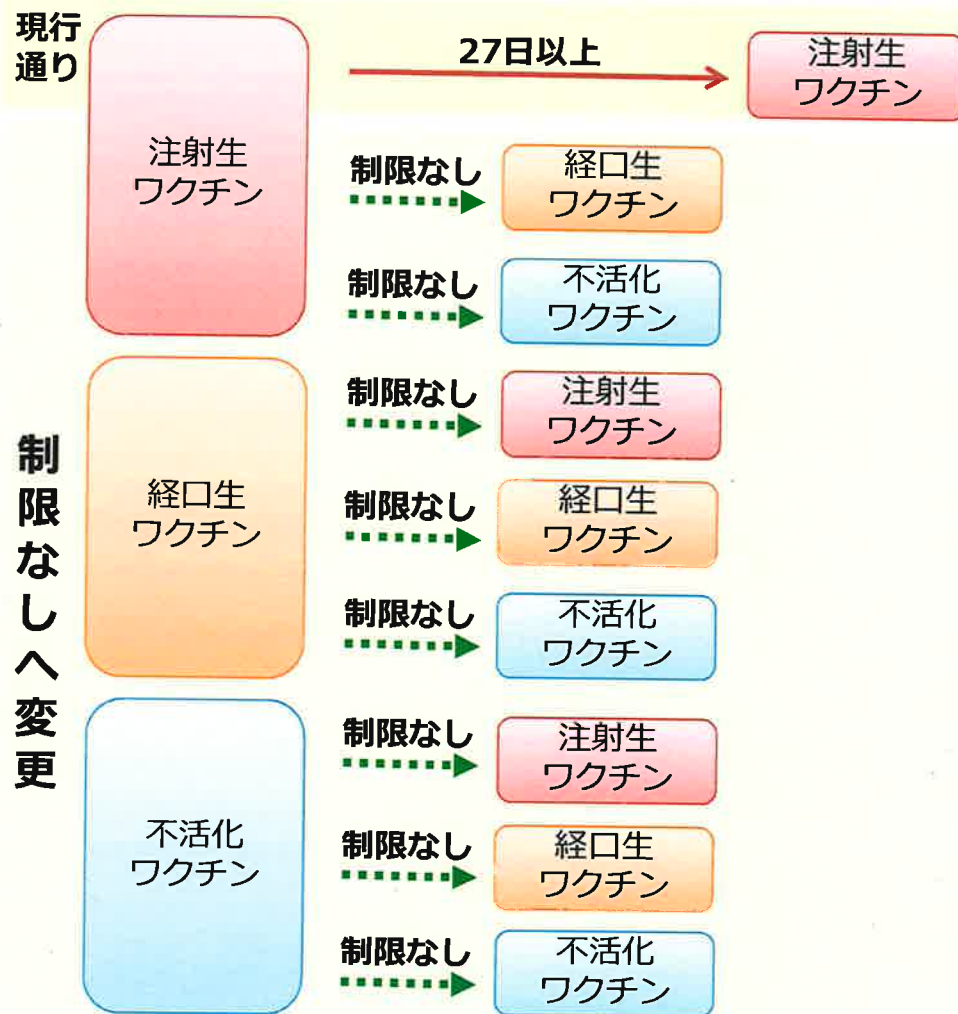 現行
通り
注射生
ワクチン
27日以上
注射生
ワクチン
制限なし
経口生
ワクチン
制限なし
不活化
ワクチン
制限なしへ変更
経口生
ワクチン
制限なし
注射生
ワクチン
制限なし
経口生
ワクチン
制限なし
不活化
ワクチン
不活化
ワクチン
制限なし
注射生
ワクチン
制限なし
経口生
ワクチン
制限なし
不活化
ワクチン